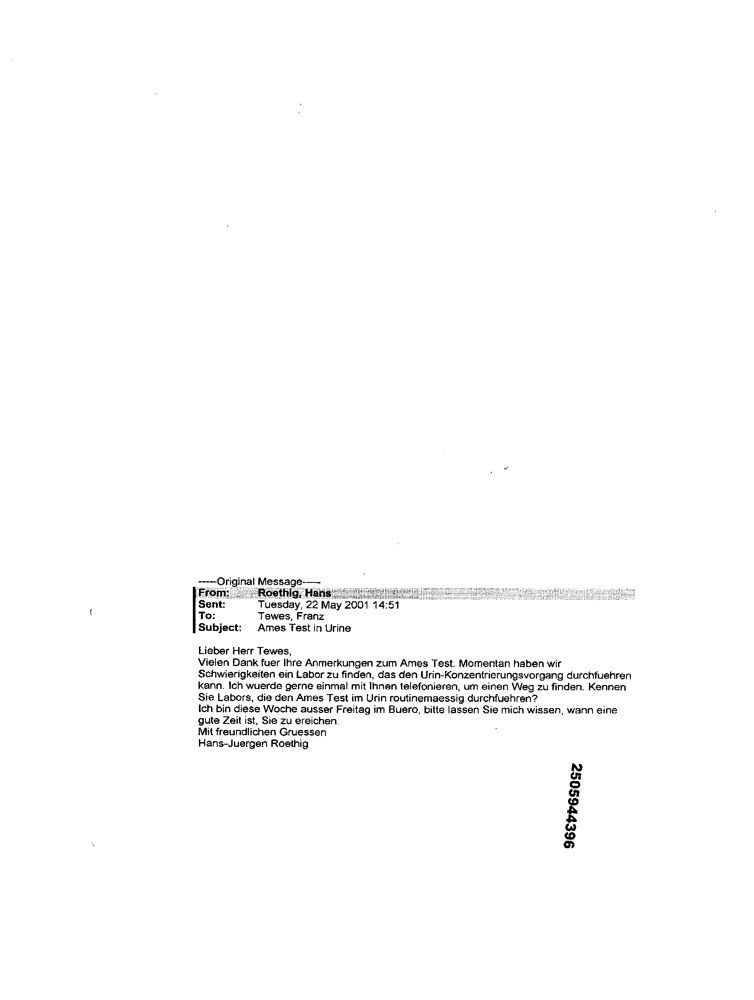 -----Original Message-----
From: Roethig, Hans
Sent: Tuesday, 22 May 2001 14:51
To: Tewes, Franz
Subject: Ames Test in Urine
Lieber Herr Tewes,
Vielen Dank fuer Ihre Anmerkungen zum Ames Test. Momentan haben wir
Schwierigkeiten ein Labor zu finden, das den Urin-Konzentrierungsvorgang durchfuehren
kann. Ich wuerde gerne einmal mit Ihnen telefonieren, um einen Weg zu finden. Kennen
Sie Labors, die den Ames Test im Urin routinemaessig durchfuehren?
Ich bin diese Woche ausser Freitag im Buero, bitte lassen Sie mich wissen, wann eine
gute Zeit ist, Sie zu ereichen.
Mit freundlichen Gruessen
Hans-Juergen Roethig
2505944396